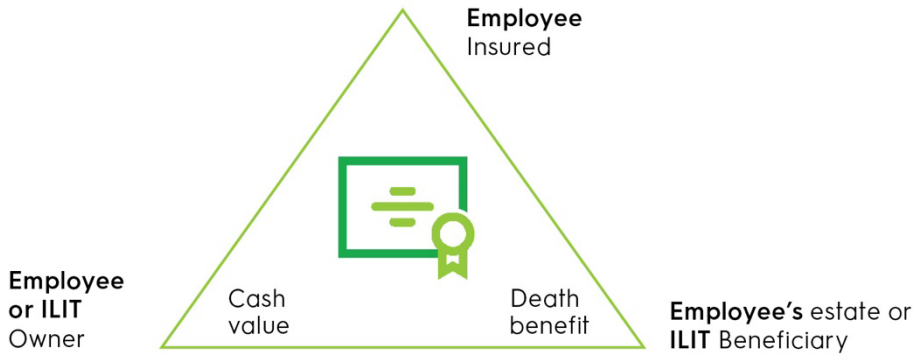 Employee
Insured
Employee
or ILIT
Owner
Cash
value
Death
benefit
Employee's estate or
ILIT Beneficiary